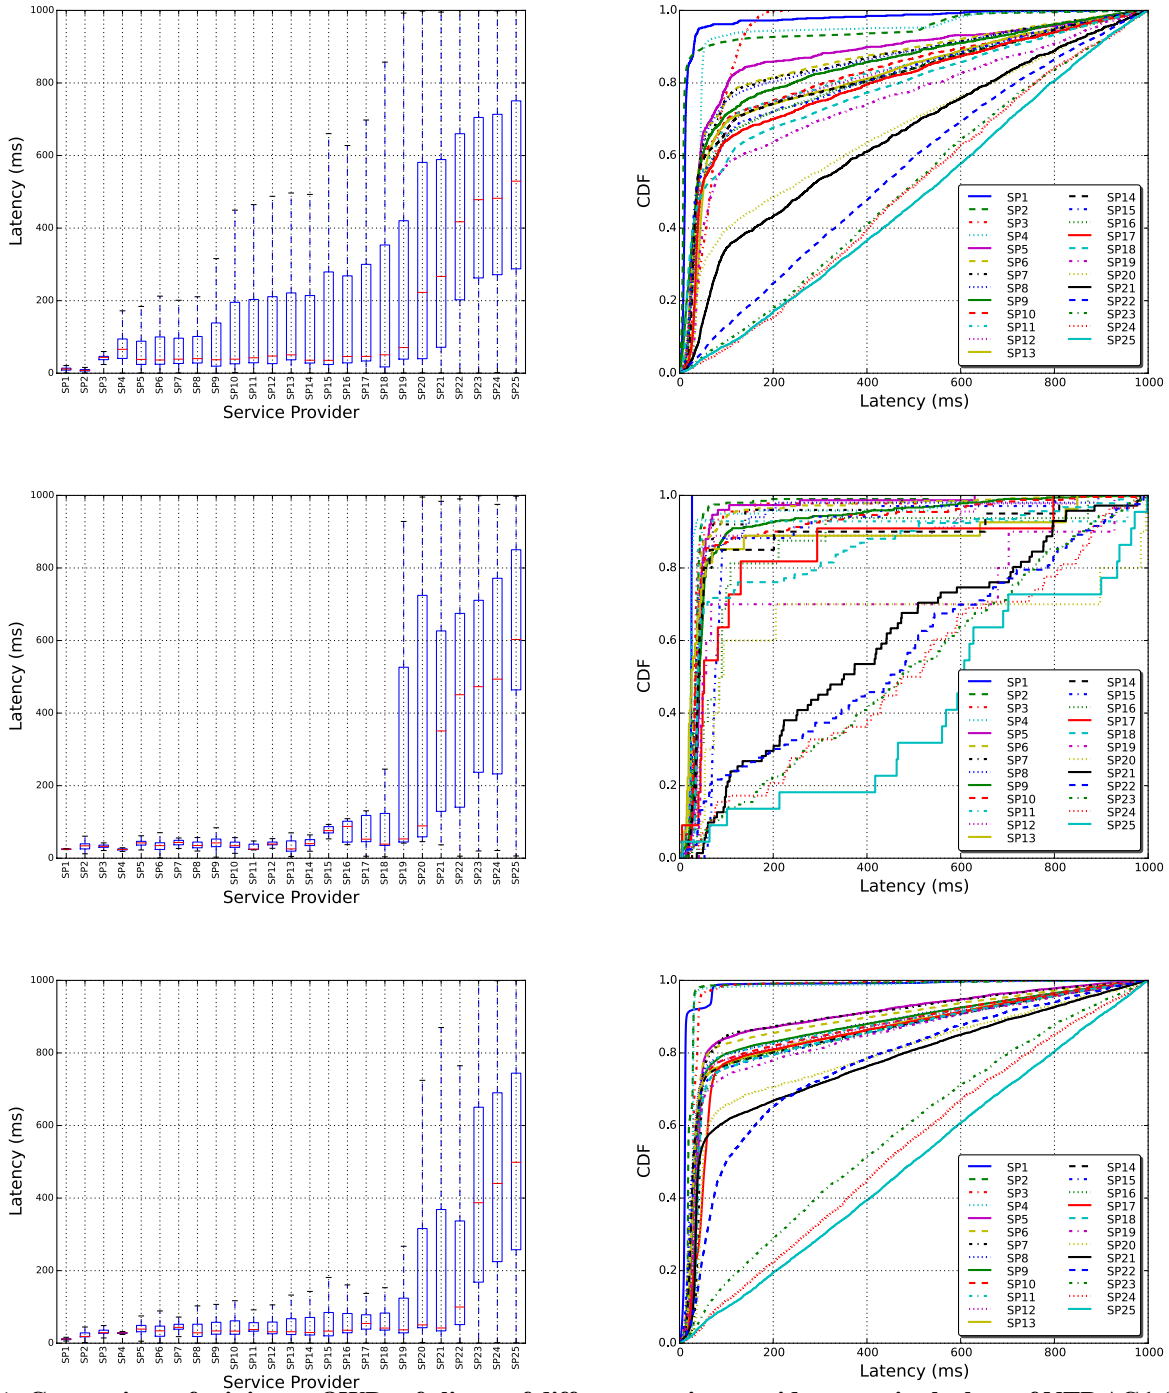 1000
800
600
400
200
0
Latency (ms)
SP1 SP2 SP3 SP4 SP5 SP6 SP7 SP8 SP9 SP10 SP11 SP12 SP13 SP14 SP15 SP16 SP17 SP18 SP19 SP20 SP21 SP22 SP23 SP24 SP25
Service Provider
1.0
0.8
0.6
0.4
0.2
0.0
CDF
SP1 SP14
SP2 SP15
SP3 SP16
SP4 SP17
SP5 SP18
SP6 SP19
SP7 SP20
SP8 SP21
SP9 SP22
SP10 SP23
SP11 SP24
SP12 SP25
SP13
0 200 400 600 800 1000
Latency (ms)
1000
800
600
400
200
0
Latency (ms)
SP1 SP2 SP3 SP4 SP5 SP6 SP7 SP8 SP9 SP10 SP11 SP12 SP13 SP14 SP15 SP16 SP17 SP18 SP19 SP20 SP21 SP22 SP23 SP24 SP25
Service Provider
1.0
0.8
0.6
0.4
0.2
0.0
CDF
SP1 SP14
SP2 SP15
SP3 SP16
SP4 SP17
SP5 SP18
SP6 SP19
SP7 SP20
SP8 SP21
SP9 SP22
SP10 SP23
SP11 SP24
SP12 SP25
SP13
0 200 400 600 800 1000
Latency (ms)
1000
800
600
400
200
0
Latency (ms)
SP1 SP2 SP3 SP4 SP5 SP6 SP7 SP8 SP9 SP10 SP11 SP12 SP13 SP14 SP15 SP16 SP17 SP18 SP19 SP20 SP21 SP22 SP23 SP24 SP25
Service Provider
1.0
0.8
0.6
0.4
0.2
0.0
CDF
SP1 SP14
SP2 SP15
SP3 SP16
SP4 SP17
SP5 SP18
SP6 SP19
SP7 SP20
SP8 SP21
SP9 SP22
SP10 SP23
SP11 SP24
SP12 SP25
SP13
0 200 400 600 800 1000
Latency (ms)